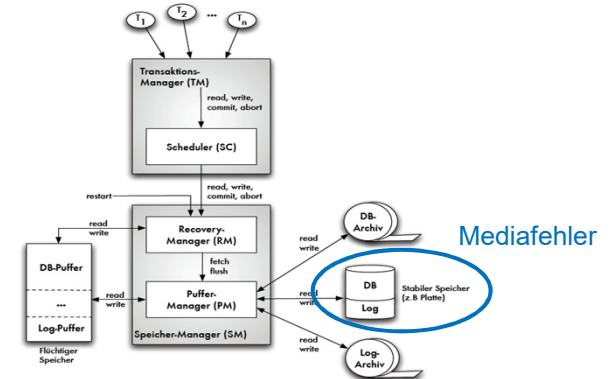 T1 T2 ... Tn
Transaktions-
Manager (TM)
read, write,
commit, abort
Scheduler (SC)
restart
read, write,
commit, abort
read
write
Recovery-
Manager (RM)
fetch
flush
DB-Puffer
...
Log-Puffer
Flüchtiger
Speicher
read
write
Puffer-
Manager (PM)
Speicher-Manager (SM)
read
write
DB-
Archiv
Mediafehler
read
write
DB
Log
Stabiler Speicher
(z.B Platte)
read
write
Log-
Archiv